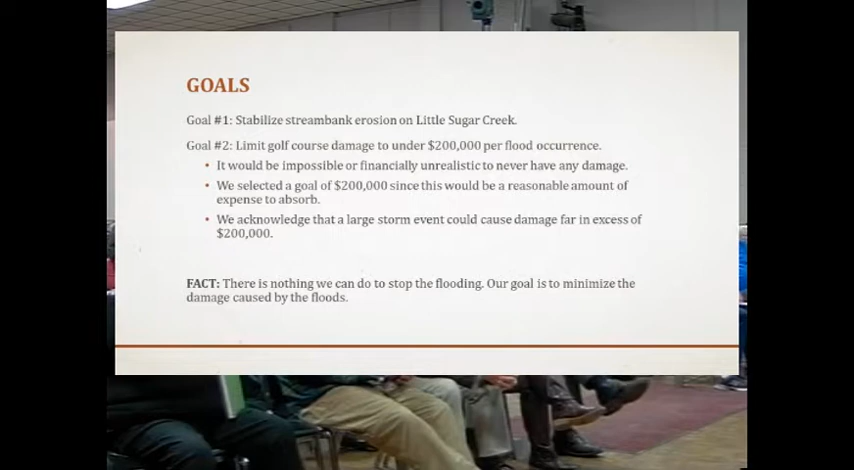 GOALS
Goal #1: Stabilize streambank erosion on Little Sugar Creek.
Goal #2: Limit golf course damage to under $200,000 per flood occurrence.
• It would be impossible or financially unrealistic to never have any damage.
• We selected a goal of $200,000 since this would be a reasonable amount of
expense to absorb.
• We acknowledge that a large storm event could cause damage far in excess of
$200,000.
FACT: There is nothing we can do to stop the flooding. Our goal is to minimize the
damage caused by the floods.